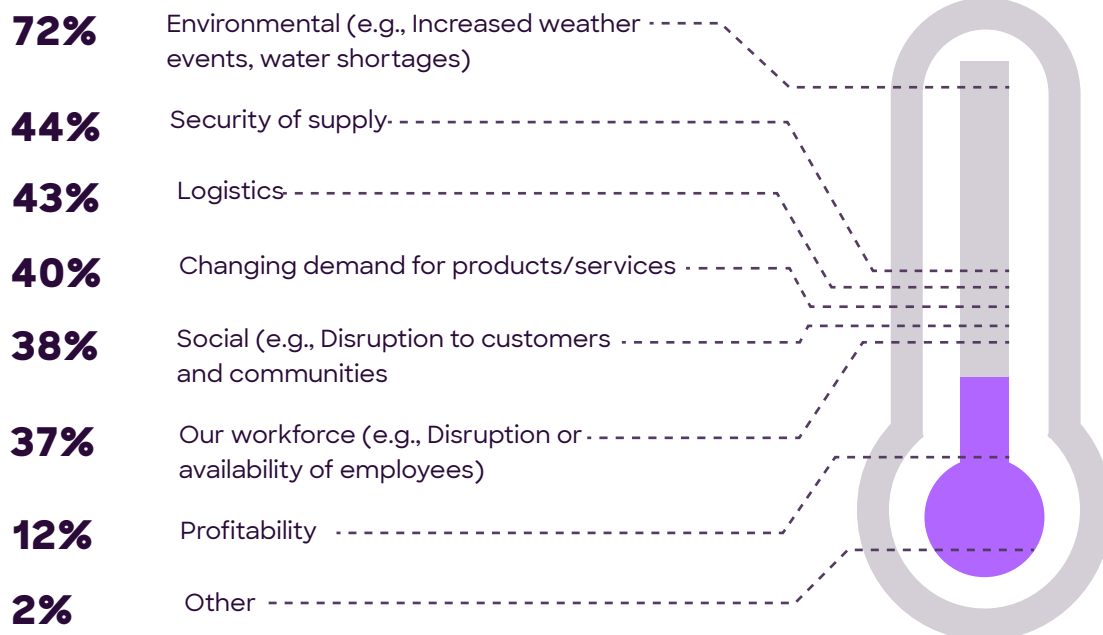 72%
Environmental (e.g., Increased weather
events, water shortages)
44%
Security of supply
43%
Logistics
40%
Changing demand for products/services
38%
Social (e.g., Disruption to customers
and communities
37%
Our workforce (e.g., Disruption or
availability of employees)
12%
Profitability
2%
Other